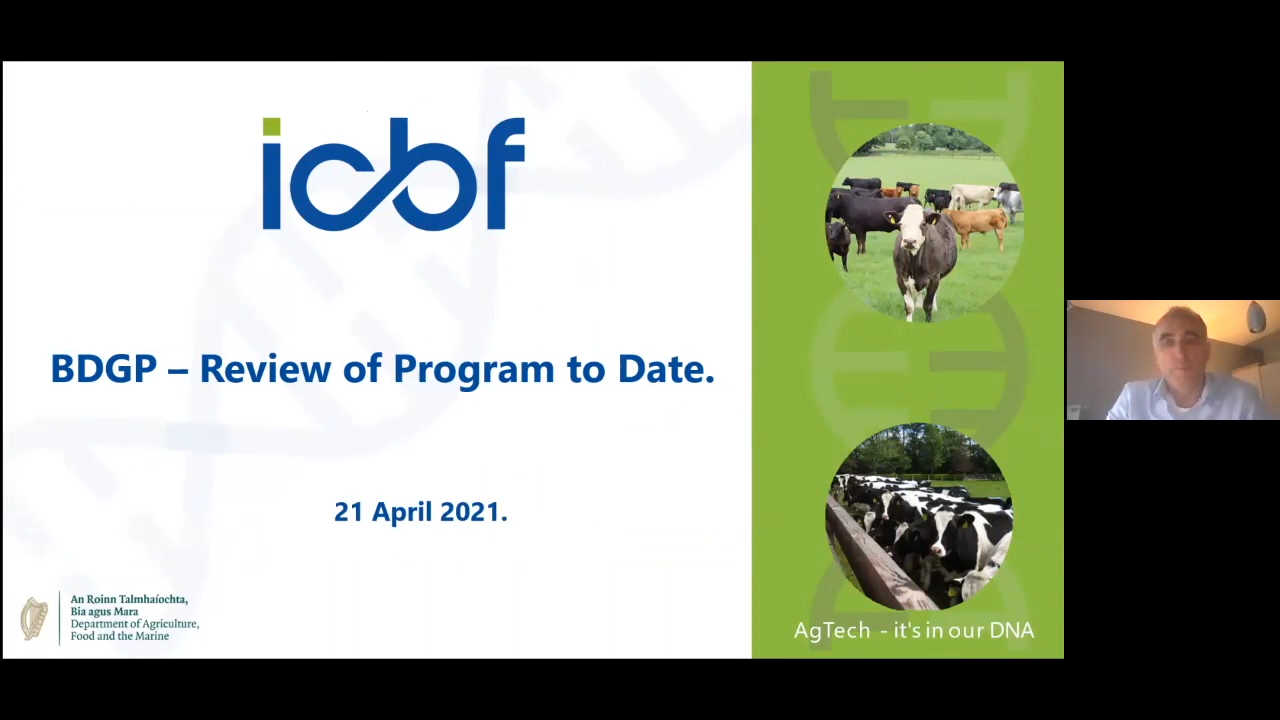 icbf
BDGP – Review of Program to Date.
21 April 2021.
An Roinn Talmhaíochta,
Bia agus Mara
Department of Agriculture,
Food and the Marine
AgTech - it's in our DNA